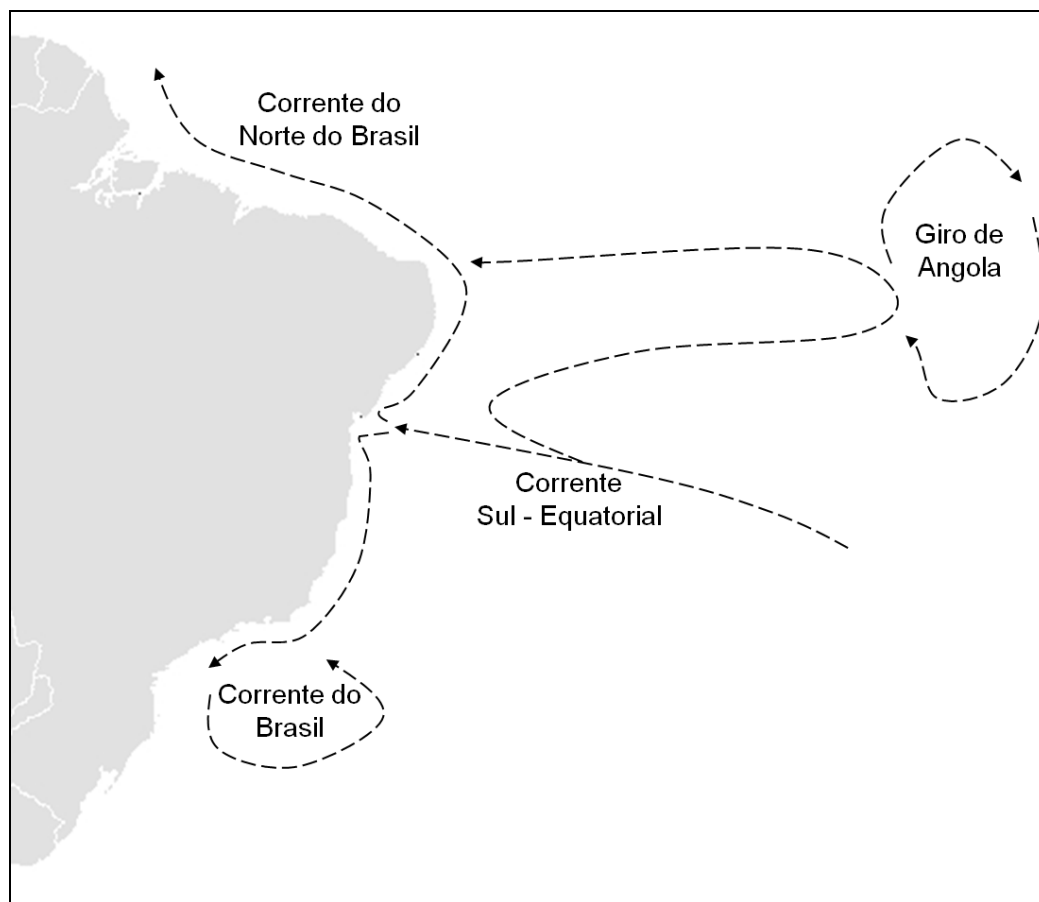 Corrente do
Norte do Brasil
Giro de
Angola
Corrente
Sul - Equatorial
Corrente do
Brasil